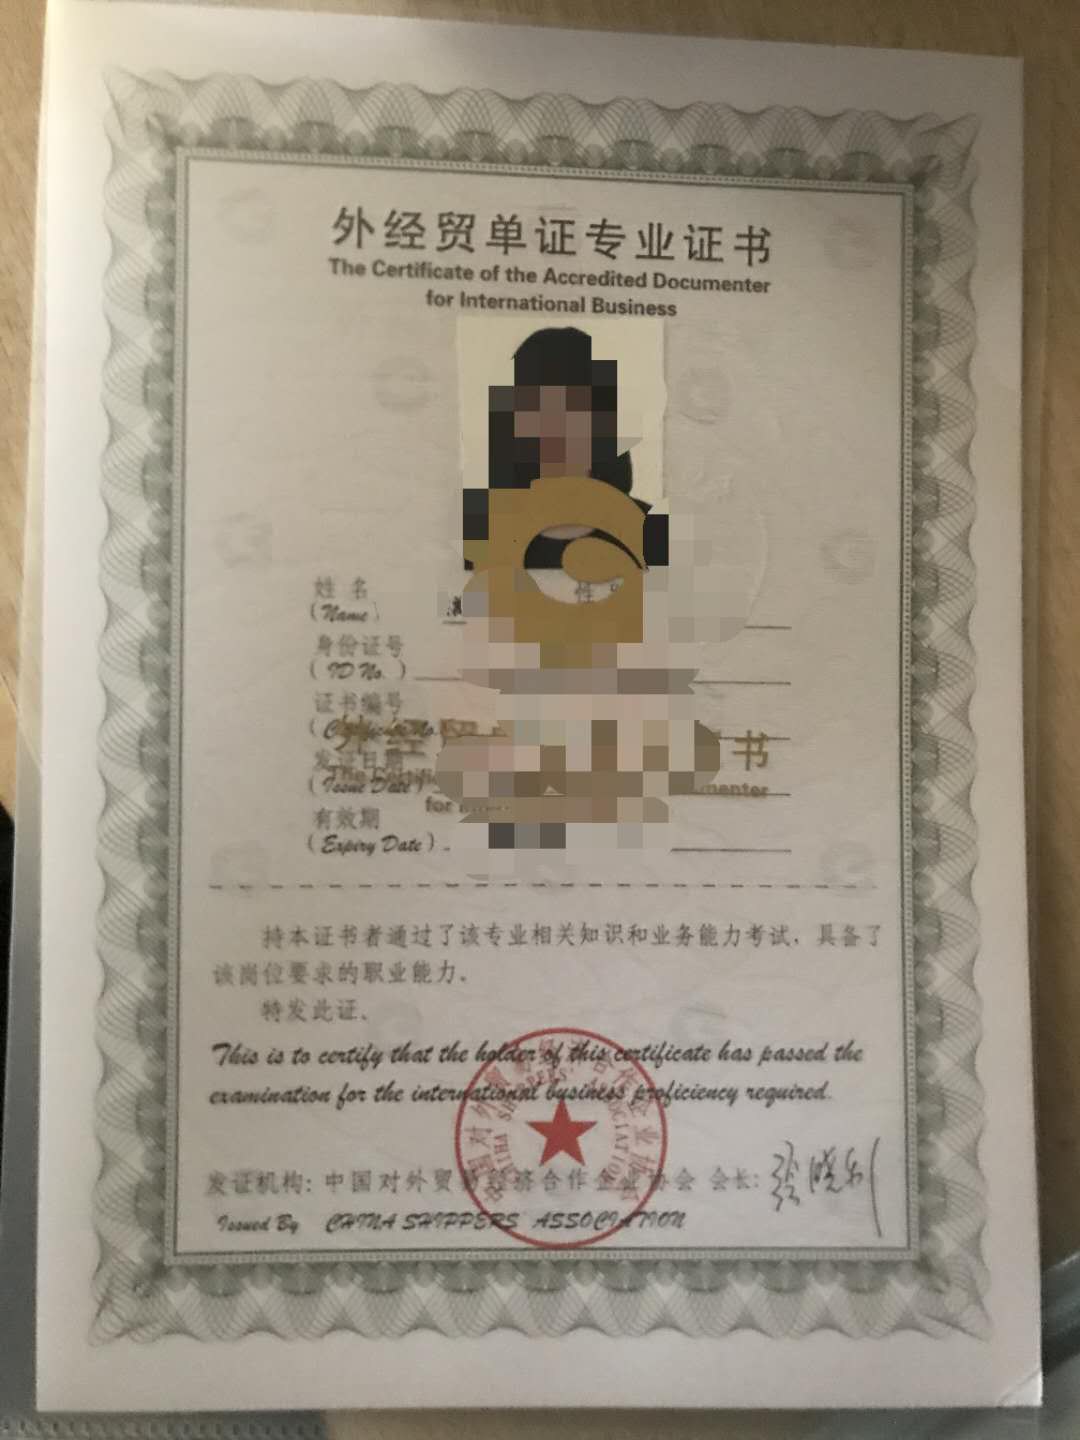 外经贸单证专业证书
The Certificate of the Accredited Documenter
for International Business
姓 名
(Name)
性
身份证号
(ID No.)
证书编号
发证日期
(Issue Date)
书
The Certifi
menter
for
有效期
(Expiry Date)
持本证书者通过了该专业相关知识和业务能力考试，具备了
该岗位要求的职业能力。
特发此证、
This is to certify that the holder of this certificate has passed the
examination for the international business proficiency required.
发证机构: 中国对外贸易经济合作企业协会 会长: 
Issued By CHINA SHIPPERS' ASSOCIATION